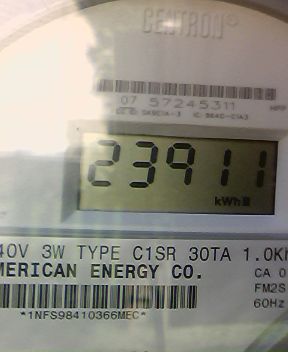 CENTRON®
07 57245311
23911
kWh
40V 3W TYPE C1SR 30TA 1.0Kh
MERICAN ENERGY CO.
CA 0
FM2S
60Hz
*1NFS98410366MEC*